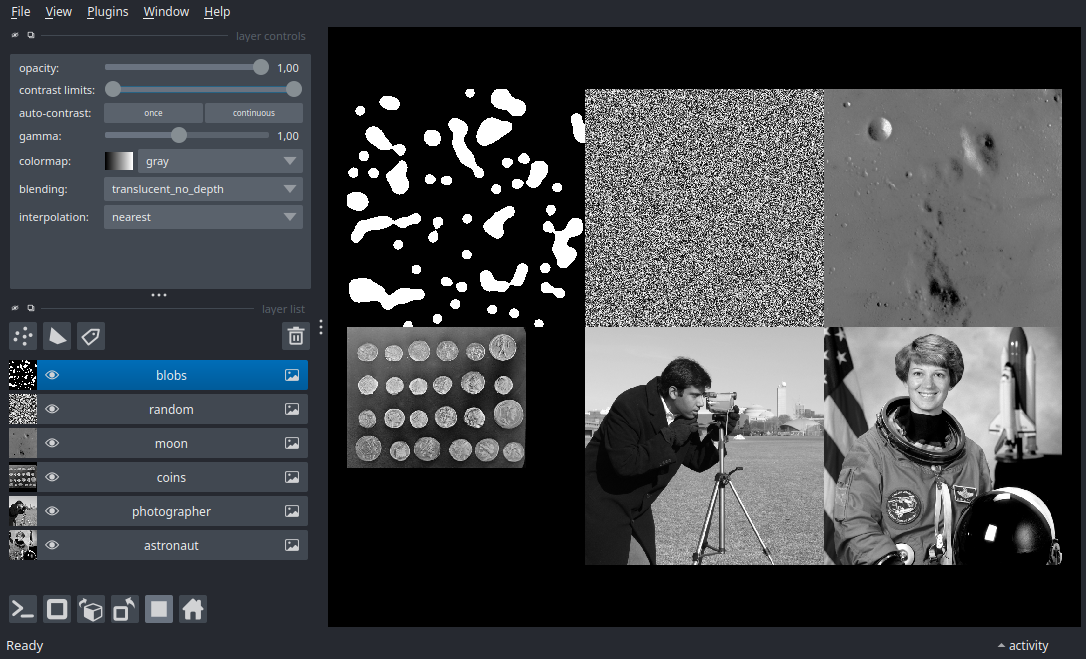 File View Plugins Window Help
layer controls
opacity: 1,00
contrast limits:
auto-contrast: once continuous
gamma: 1,00
colormap: gray
blending: translucent_no_depth
interpolation: nearest
layer list
blobs
random
moon
coins
photographer
astronaut
Ready activity